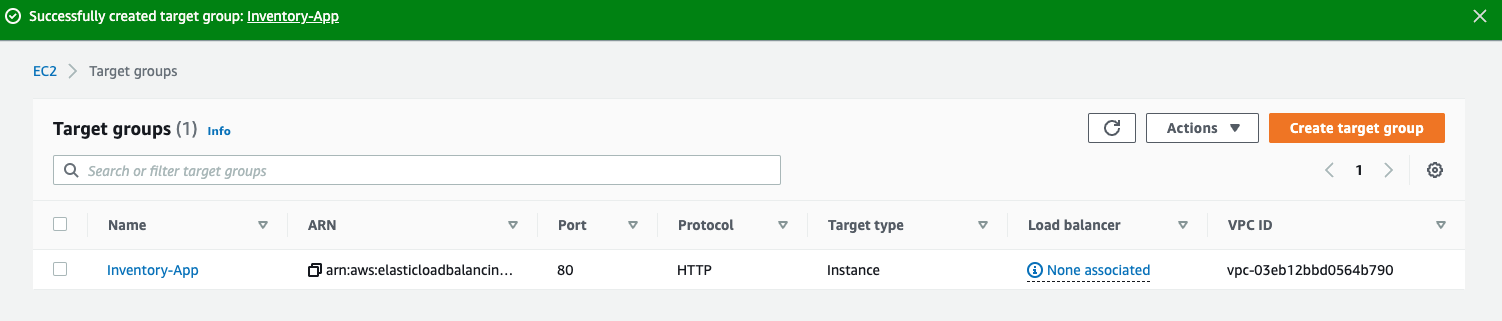 Successfully created target group: Inventory-App
EC2 > Target groups
Target groups (1) Info
Actions
Create target group
Search or filter target groups
1
Name ARN Port Protocol Target type Load balancer VPC ID
Inventory-App arn:aws:elasticloadbalancin... 80 HTTP Instance None associated vpc-03eb12bbd0564b790